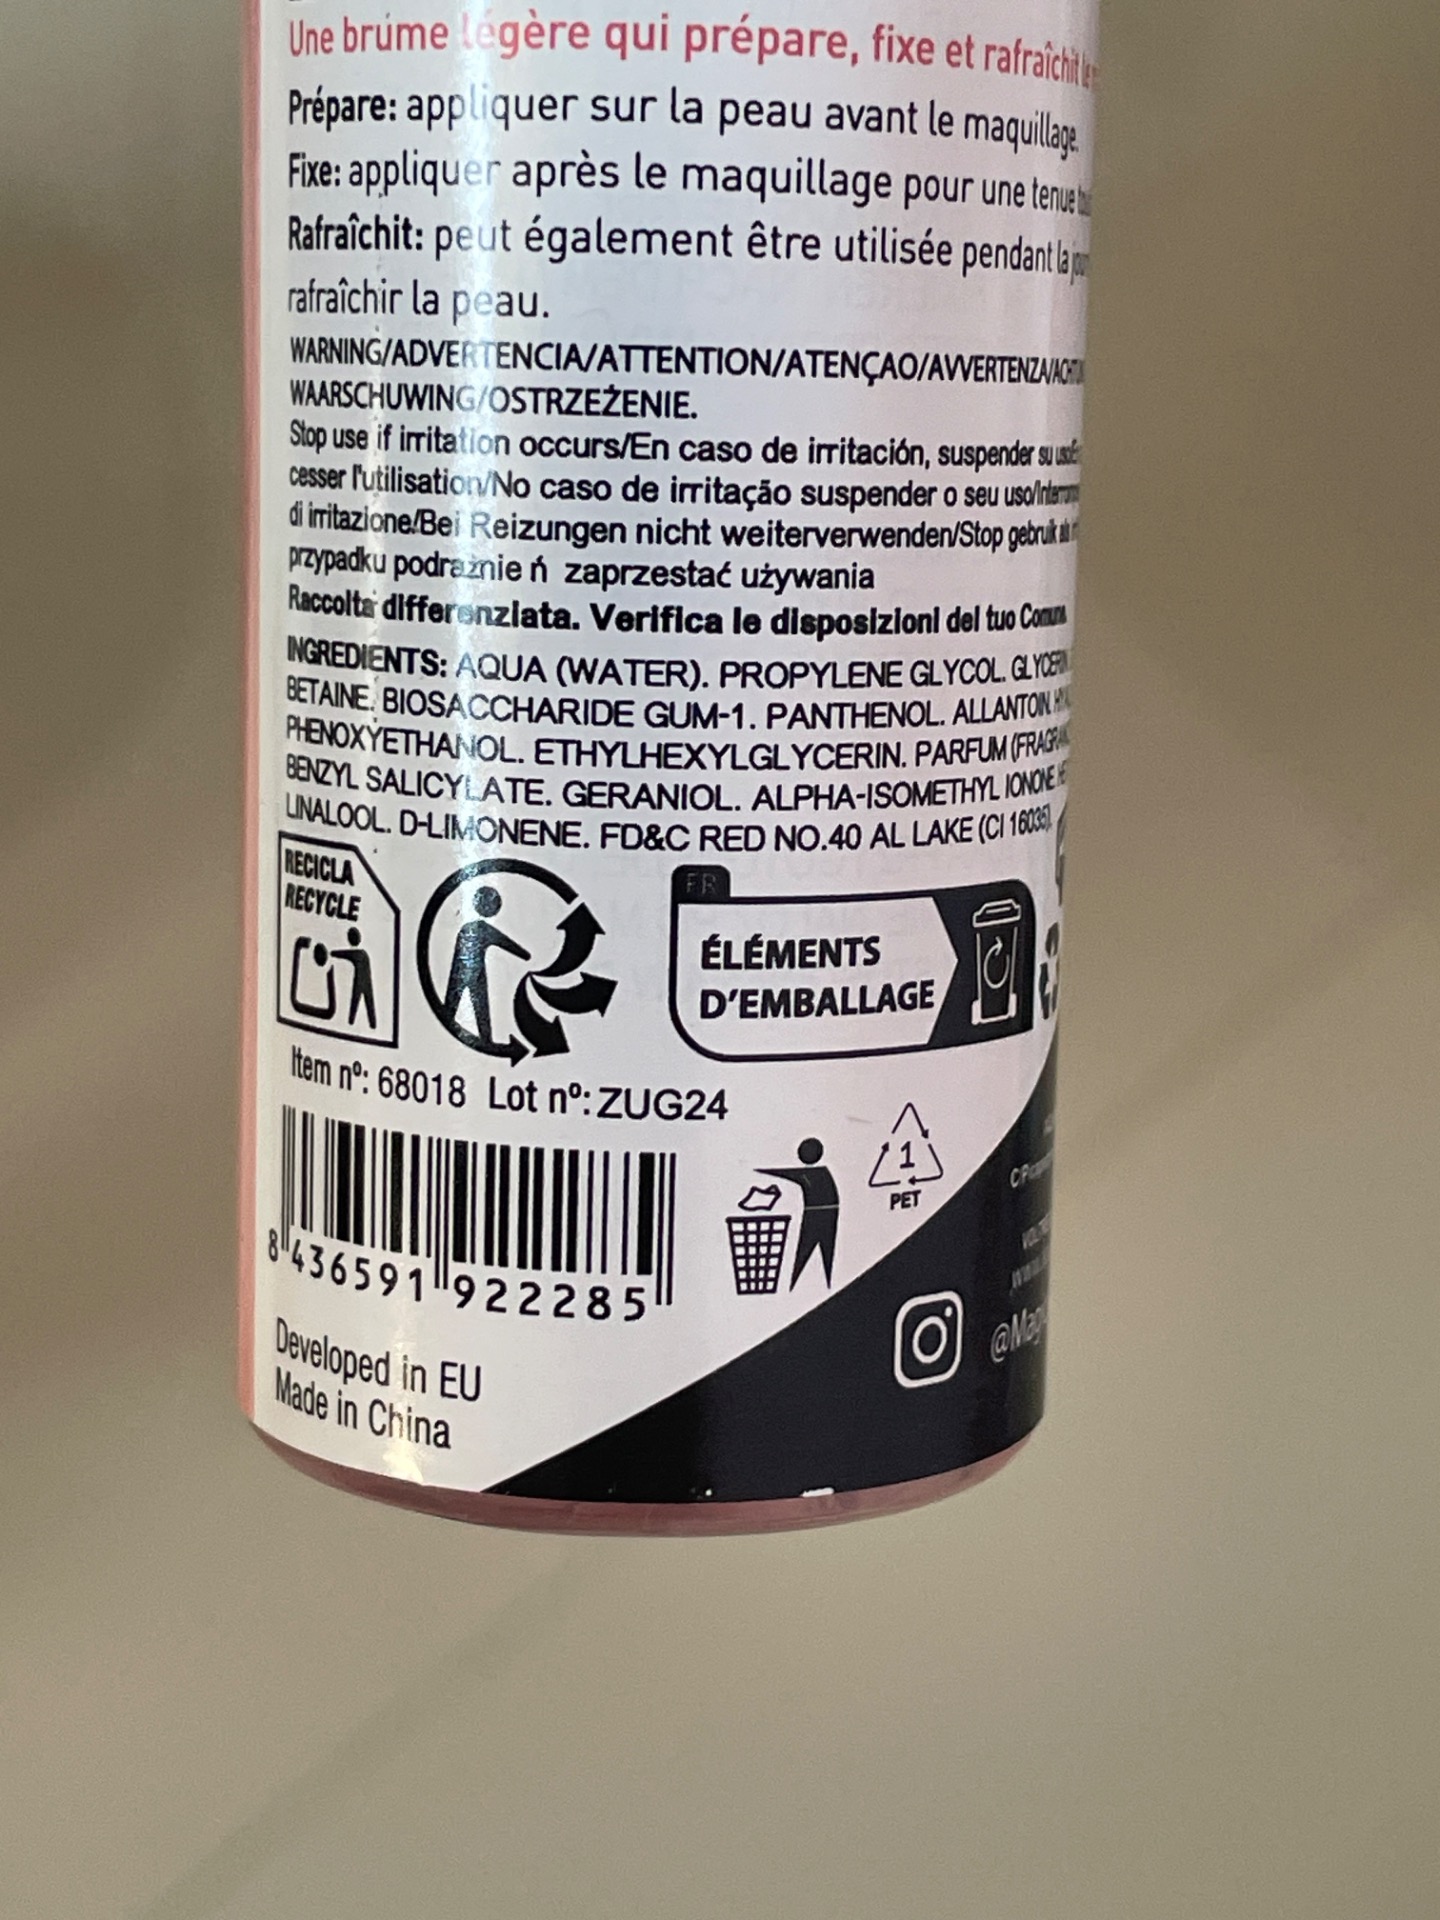 Une brume légère qui prépare, fixe et rafraîchit
Prépare: appliquer sur la peau avant le maquillage.
Fixe: appliquer après le maquillage pour une tenue
Rafraîchit: peut également être utilisée pendant la
rafraîchir la peau.
WARNING/ADVERTENCIA/ATTENTION/ATENÇAO/AVVERTENZA/
WAARSCHUWING/OSTRZEŻENIE.
Stop use if irritation occurs/En caso de irritación, suspender su
cesser l'utilisation/No caso de irritação suspender o seu uso/
di irritazione/Bei Reizungen nicht weiterverwenden/Stop gebruik
przypadku podrażnie ń zaprzestać używania
Raccolta differenziata. Verifica le disposizioni del tuo Comune.
INGREDIENTS: AQUA (WATER). PROPYLENE GLYCOL.
BETAINE. BIOSACCHARIDE GUM-1. PANTHENOL. ALLANTOIN.
PHENOXYETHANOL. ETHYLHEXYLGLYCERIN. PARFUM
BENZYL SALICYLATE. GERANIOL. ALPHA-ISOMETHYL IONONE
LINALOOL. D-LIMONENE. FD&C RED NO.40 AL LAKE (CI 16035).
RECICLA
RECYCLE
FR
ÉLÉMENTS
D'EMBALLAGE
Item nº: 68018 Lot nº: ZUG24
8 436591 922285
1
PET
Developed in EU
Made in China